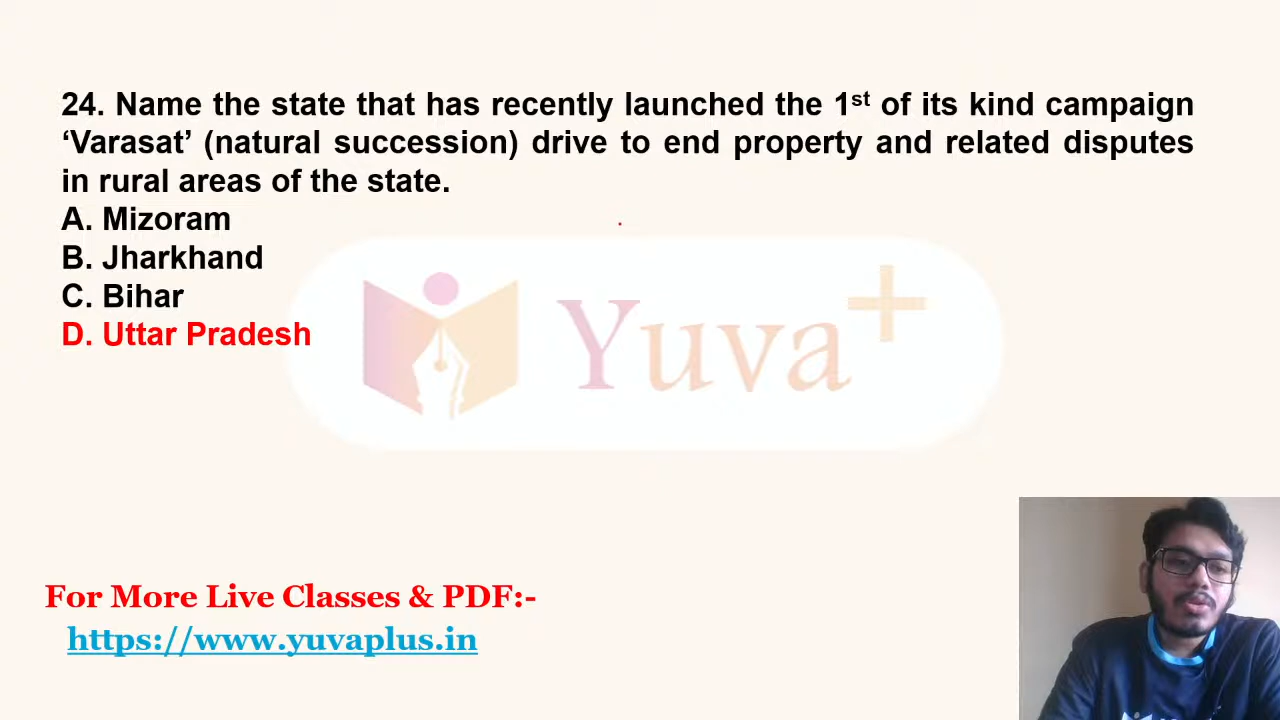 24. Name the state that has recently launched the 1st of its kind campaign
‘Varasat’ (natural succession) drive to end property and related disputes
in rural areas of the state.
A. Mizoram
B. Jharkhand
C. Bihar
D. Uttar Pradesh
Yuva+
For More Live Classes & PDF:-
https://www.yuvaplus.in